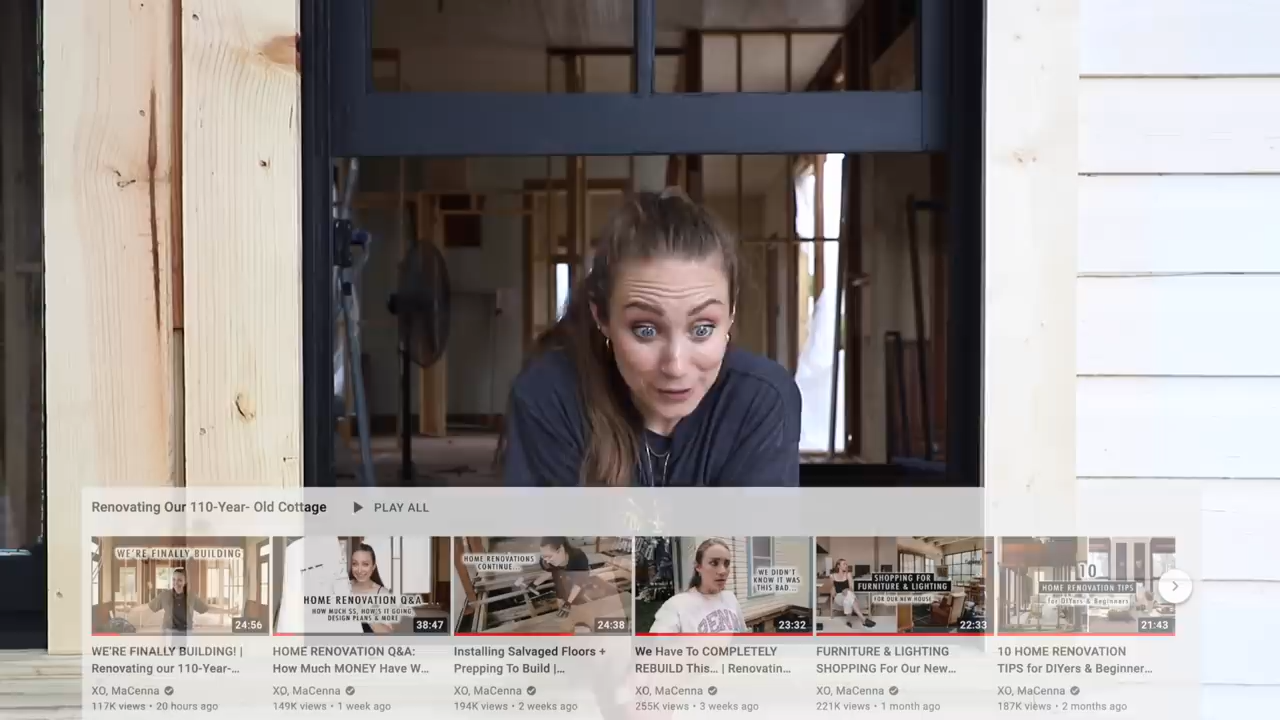 Renovating Our 110-Year- Old Cottage
PLAY ALL
WE'RE FINALLY BUILDING
24:56
HOME RENOVATION Q&A
HOW MUCH $$, HOW'S IT GOING,
DESIGN PLANS & MORE
38:47
HOME RENOVATIONS
CONTINUE...
24:38
WE DIDN'T
KNOW IT WAS
THIS BAD...
PENN
23:32
SHOPPING FOR
FURNITURE & LIGHTING
FOR OUR NEW HOUSE
22:33
10
HOME RENOVATION TIPS
for DIYers & Beginners
21:43
WE'RE FINALLY BUILDING! |
Renovating our 110-Year-...
XO, MaCenna
117K views • 20 hours ago
HOME RENOVATION Q&A:
How Much MONEY Have W...
XO, MaCenna
149K views • 1 week ago
Installing Salvaged Floors +
Prepping To Build |...
XO, MaCenna
194K views • 2 weeks ago
We Have To COMPLETELY
REBUILD This... | Renovatin...
XO, MaCenna
255K views • 3 weeks ago
FURNITURE & LIGHTING
SHOPPING For Our New...
XO, MaCenna
221K views • 1 month ago
10 HOME RENOVATION
TIPS for DIYers & Beginner...
XO, MaCenna
187K views • 2 months ago